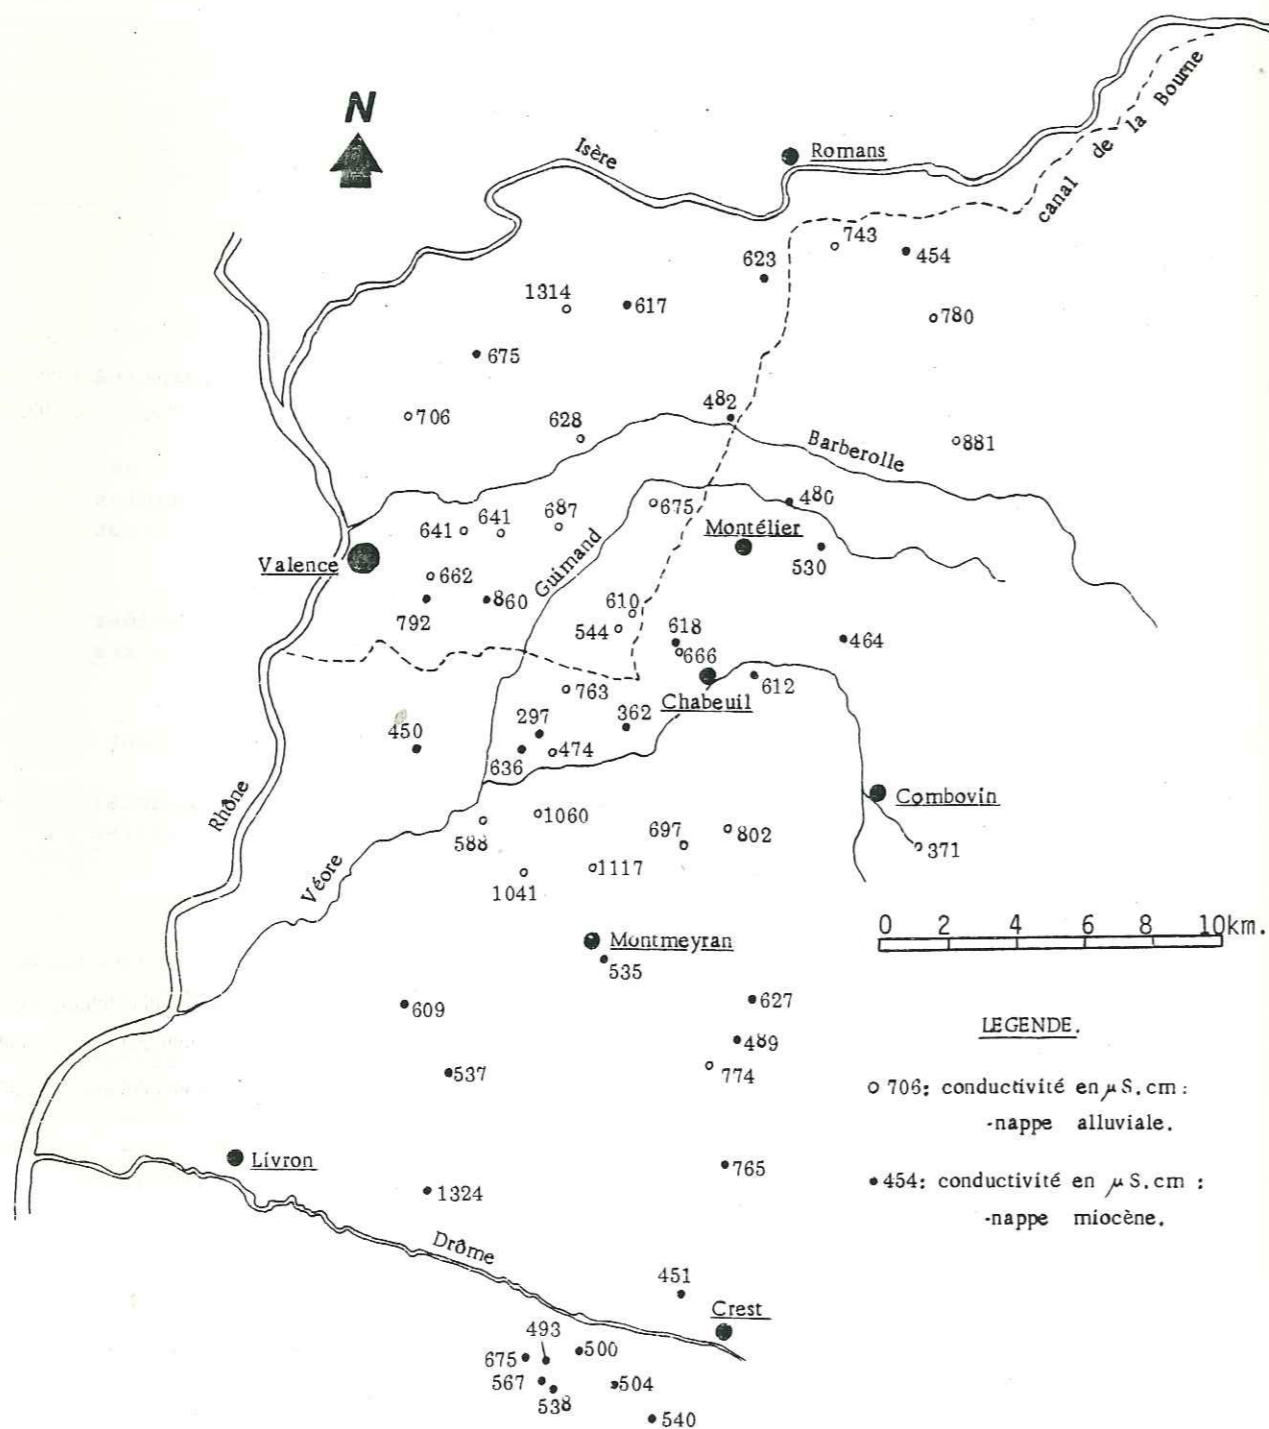 N
Isère
Romans
canal de la Bourne
743
454
623
1314
617
780
675
706
628
482
Barberolle
881
687
675
480
641
641
Montélier
Guimand
Valence
530
662
860
792
610
544
618
666
464
763
Chabeuil
612
297
362
450
474
636
Rhône
Combovin
1060
588
697
802
371
Véore
1041
1117
0 2 4 6 8 10km.
Montmeyran
535
609
627
LEGENDE.
489
537
774
706: conductivité en µS.cm :
-nappe alluviale.
Livron
765
454: conductivité en µS.cm :
-nappe miocène.
1324
Drôme
451
Crest
493
500
675
567
504
538
540